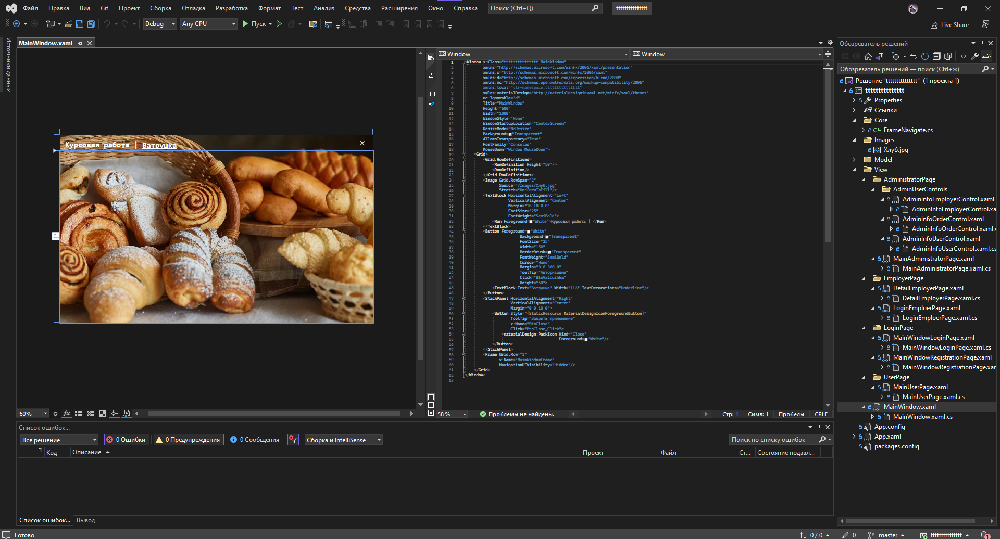 Файл Правка Вид Git Проект Сборка Отладка Разработка Формат Тест Анализ Средства Расширения Окно Справка Поиск (Ctrl+Q) tttttttttttttt
Debug Any CPU Пуск Live Share
Источники данных
MainWindow.xaml
Курсовая работа | Ватрушка
60%
Window Window
1 <Window x:Class="ttttttttttttttt.MainWindow"
2 xmlns="http://schemas.microsoft.com/winfx/2006/xaml/presentation"
3 xmlns:x="http://schemas.microsoft.com/winfx/2006/xaml"
4 xmlns:d="http://schemas.microsoft.com/expression/blend/2008"
5 xmlns:mc="http://schemas.openxmlformats.org/markup-compatibility/2006"
6 xmlns:local="clr-namespace:ttttttttttttttt"
7 xmlns:materialDesign="http://materialdesigninxaml.net/winfx/xaml/themes"
8 mc:Ignorable="d"
9 Title="MainWindow"
10 Height="600"
11 Width="1000"
12 WindowStyle="None"
13 WindowStartupLocation="CenterScreen"
14 ResizeMode="NoResize"
15 Background="Transparent"
16 AllowsTransparency="True"
17 FontFamily="Consolas"
18 MouseDown="Window_MouseDown">
19 <Grid>
20 <Grid.RowDefinitions>
21 <RowDefinition Height="50"/>
22 <RowDefinition/>
23 </Grid.RowDefinitions>
24 <Image Grid.RowSpan="2"
25 Source="/Images/Хлуб.jpg"
26 Stretch="UniformToFill"/>
27 <TextBlock HorizontalAlignment="Left"
28 VerticalAlignment="Center"
29 Margin="15 10 0 0"
30 FontSize="25"
31 FontWeight="SemiBold">
32 <Run Foreground="White">Курсовая работа | </Run>
33 </TextBlock>
34 <Button Foreground="White"
35 Background="Transparent"
36 FontSize="25"
37 Width="150"
38 BorderBrush="Transparent"
39 FontWeight="SemiBold"
40 Cursor="Hand"
41 Margin="0 6 360 0"
42 ToolTip="Авторизация"
43 Click="BtnVatrushka"
44 Height="50">
45 <TextBlock Text="Ватрушка" Width="116" TextDecorations="Underline"/>
46 </Button>
47 <StackPanel HorizontalAlignment="Right"
48 VerticalAlignment="Center"
49 Margin="0 0 10 0">
50 <Button Style="{StaticResource MaterialDesignIconForegroundButton}"
51 ToolTip="Закрыть приложение"
52 x:Name="BtnClose"
53 Click="BtnClose_Click">
54 <materialDesign:PackIcon Kind="Close"
55 Foreground="White"/>
56 </Button>
57 </StackPanel>
58 <Frame Grid.Row="1"
59 x:Name="MainWindowFrame"
60 NavigationUIVisibility="Hidden"/>
61 </Grid>
62 </Window>
63
58 % Проблемы не найдены. Стр: 1 Симв: 1 Пробелы CRLF
Список ошибок...
Все решение 0 Ошибки 0 Предупреждения 0 Сообщения Сборка и IntelliSense Поиск по списку ошибок
Код Описание Проект Файл Ст... Состояние подавл...
Список ошибок... Вывод
Обозреватель решений
Обозреватель решений — поиск (Ctrl+ж)
Решение "tttttttttttttt" (1 проекта 1)
ttttttttttttttt
Properties
Ссылки
Core
FrameNavigate.cs
Images
Хлуб.jpg
Model
View
AdministratorPage
AdminUserControls
AdminInfoEmployerControl.xaml
AdminInfoEmployerControl.xa
AdminInfoOrderControl.xaml
AdminInfoOrderControl.xaml.c
AdminInfoUserControl.xaml
AdminInfoUserControl.xaml.cs
MainAdministratorPage.xaml
MainAdministratorPage.xaml.cs
EmployerPage
DetailEmployerPage.xaml
DetailEmployerPage.xaml.cs
LoginEmploerPage.xaml
LoginEmploerPage.xaml.cs
LoginPage
MainWindowLoginPage.xaml
MainWindowLoginPage.xaml.cs
MainWindowRegistrationPage.xaml
MainWindowRegistrationPage.xar
UserPage
MainUserPage.xaml
MainUserPage.xaml.cs
MainWindow.xaml
MainWindow.xaml.cs
App.config
App.xaml
packages.config
Готово 0 / 0 0 master tttttttttttttt 1